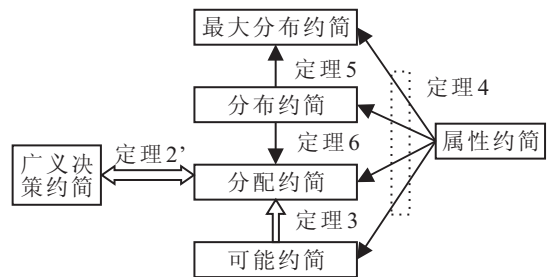 最大分布约简
定理5
定理4
分布约简
定理6
属性约简
广义决
策约简
定理2’
分配约简
定理3
可能约简